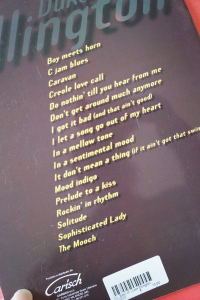 Duke
llington
Boy meets horn
C jam blues
Caravan
Creole love call
Do nothin' till you hear from me
Don't get around much anymore
I got it bad (and that ain't good)
I let a song go out of my heart
In a mellow tone
In a sentimental mood
It don't mean a thing (if it ain't got that swin
Mood indigo
Prelude to a kiss
Rockin' in rhythm
Solitude
Sophisticated Lady
The Mooch
Carisch